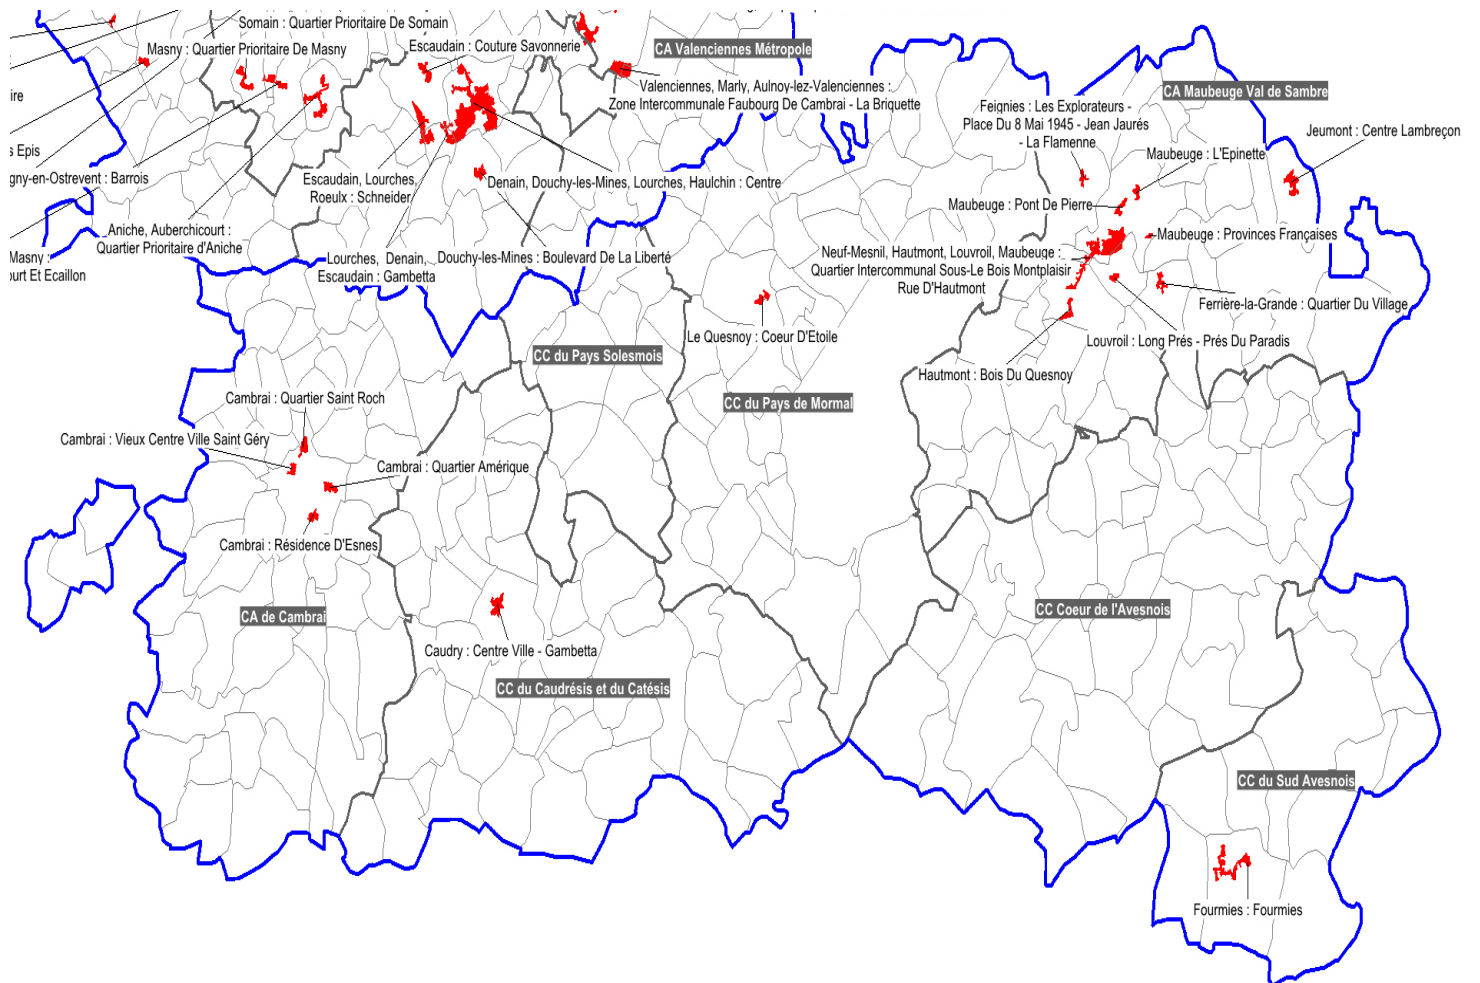 Somain : Quartier Prioritaire De Somain
Masny : Quartier Prioritaire De Masny
Escaudain : Couture Savonnerie
CA Valenciennes Métropole
Valenciennes, Marly, Aulnoy-lez-Valenciennes :
Zone Intercommunale Faubourg De Cambrai - La Briquette
CA Maubeuge Val de Sambre
Feignies : Les Explorateurs -
Place Du 8 Mai 1945 - Jean Jaurés
- La Flamenne
Jeumont : Centre Lambreçon
Maubeuge : L'Epinette
ire
s Epis
gny-en-Ostrevent : Barrois
Escaudain, Lourches,
Roeulx : Schneider
Denain, Douchy-les-Mines, Lourches, Haulchin : Centre
Maubeuge : Pont De Pierre
Aniche, Auberchicourt :
Quartier Prioritaire d'Aniche
Maubeuge : Provinces Françaises
Masny :
ourt Et Ecaillon
Lourches, Denain,
Escaudain : Gambetta
Douchy-les-Mines : Boulevard De La Liberté
Neuf-Mesnil, Hautmont, Louvroil, Maubeuge :
Quartier Intercommunal Sous-Le Bois Montplaisir
Rue D'Hautmont
Ferrière-la-Grande : Quartier Du Village
Le Quesnoy : Coeur D'Etoile
Louvroil : Long Prés - Prés Du Paradis
CC du Pays Solesmois
Hautmont : Bois Du Quesnoy
Cambrai : Quartier Saint Roch
CC du Pays de Mormal
Cambrai : Vieux Centre Ville Saint Géry
Cambrai : Quartier Amérique
Cambrai : Résidence D'Esnes
CA de Cambrai
CC Coeur de l'Avesnois
Caudry : Centre Ville - Gambetta
CC du Caudrésis et du Catésis
CC du Sud Avesnois
Fourmies : Fourmies